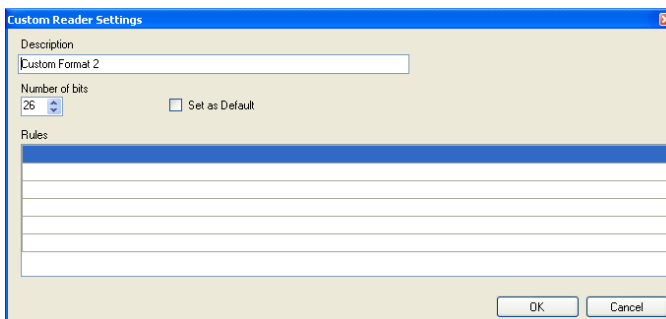 Custom Reader Settings
Description
Custom Format 2
Number of bits
26
Set as Default
Rules
OK Cancel